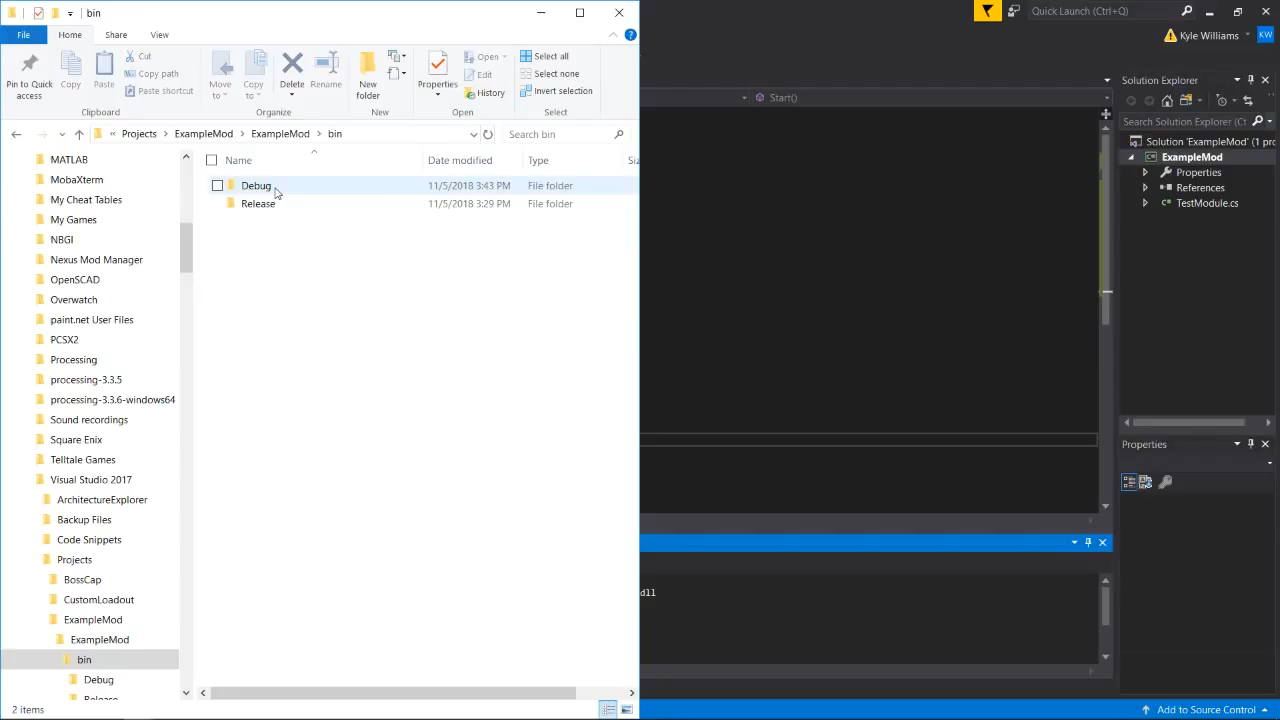 bin
File
Home
Share
View
Pin to Quick
access
Copy
Paste
Cut
Copy path
Paste shortcut
Move
to
Copy
to
Delete
Rename
New
folder
Properties
Open
Edit
History
Select all
Select none
Invert selection
Clipboard
Organize
New
Open
Select
« Projects > ExampleMod > ExampleMod > bin
Search bin
Name
Date modified
Type
Debug
11/5/2018 3:43 PM
File folder
Release
11/5/2018 3:29 PM
File folder
MATLAB
MobaXterm
My Cheat Tables
My Games
NBGI
Nexus Mod Manager
OpenSCAD
Overwatch
paint.net User Files
PCSX2
Processing
processing-3.3.5
processing-3.3.6-windows64
Sound recordings
Square Enix
Telltale Games
Visual Studio 2017
ArchitectureExplorer
Backup Files
Code Snippets
Projects
BossCap
CustomLoadout
ExampleMod
ExampleMod
bin
Debug
Release
2 items
Quick Launch (Ctrl+Q)
Kyle Williams
KW
Start()
dll
Solution Explorer
Search Solution Explorer (Ct
Solution 'ExampleMod' (1 pro
ExampleMod
Properties
References
TestModule.cs
Properties
Add to Source Control